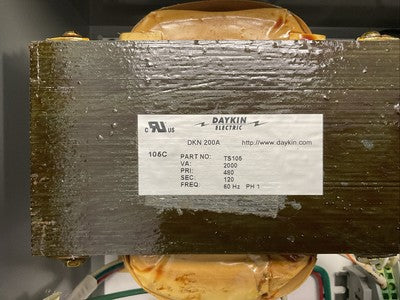 DAYKIN
ELECTRIC
c RU US
DKN 200A http://www.daykin.com
105C
PART NO: TS105
VA: 2000
PRI: 480
SEC: 120
FREQ: 60 Hz PH 1